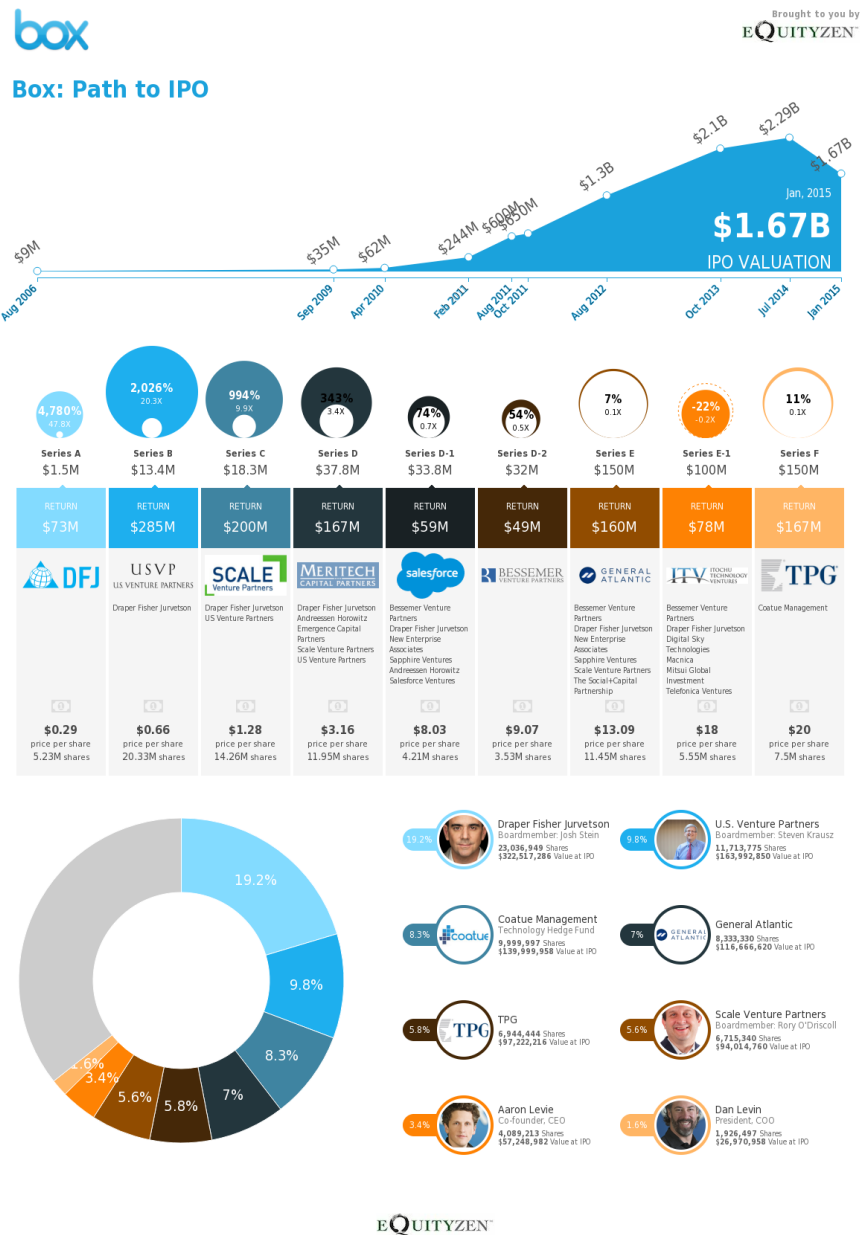 box
Brought to you by
EQUITYZEN™
Box: Path to IPO
$9M
$35M
$62M
$244M
$600M
$650M
$1.3B
$2.1B
$2.29B
$1.67B
Jan, 2015
$1.67B
IPO VALUATION
Aug 2006
Sep 2009
Apr 2010
Feb 2011
Aug 2011
Oct 2011
Aug 2012
Oct 2013
Jul 2014
Jan 2015
4,780%
47.8X
2,026%
20.3X
994%
9.9X
343%
3.4X
74%
0.7X
54%
0.5X
7%
0.1X
-22%
-0.2X
11%
0.1X
Series A
$1.5M
Series B
$13.4M
Series C
$18.3M
Series D
$37.8M
Series D-1
$33.8M
Series D-2
$32M
Series E
$150M
Series E-1
$100M
Series F
$150M
RETURN
$73M
RETURN
$285M
RETURN
$200M
RETURN
$167M
RETURN
$59M
RETURN
$49M
RETURN
$160M
RETURN
$78M
RETURN
$167M
DFJ
$0.29
price per share
5.23M shares
USVP
U.S. VENTURE PARTNERS
Draper Fisher Jurvetson
$0.66
price per share
20.33M shares
SCALE
Venture Partners
Draper Fisher Jurvetson
US Venture Partners
$1.28
price per share
14.26M shares
MERITECH
CAPITAL PARTNERS
Draper Fisher Jurvetson
Andreessen Horowitz
Emergence Capital
Partners
Scale Venture Partners
US Venture Partners
$3.16
price per share
11.95M shares
salesforce
Bessemer Venture
Partners
Draper Fisher Jurvetson
New Enterprise
Associates
Sapphire Ventures
Andreessen Horowitz
Salesforce Ventures
$8.03
price per share
4.21M shares
BESSEMER
VENTURE PARTNERS
$9.07
price per share
3.53M shares
GENERAL
ATLANTIC
Bessemer Venture
Partners
Draper Fisher Jurvetson
New Enterprise
Associates
Sapphire Ventures
Scale Venture Partners
The Social+Capital
Partnership
$13.09
price per share
11.45M shares
ITV
ITOCHU
TECHNOLOGY
VENTURES
Bessemer Venture
Partners
Draper Fisher Jurvetson
Digital Sky
Technologies
Macnica
Mitsui Global
Investment
Telefonica Ventures
$18
price per share
5.55M shares
TPG
Coatue Management
$20
price per share
7.5M shares
19.2%
9.8%
8.3%
7%
5.8%
5.6%
3.4%
1.6%
19.2%
Draper Fisher Jurvetson
Boardmember: Josh Stein
23,036,949 Shares
$322,517,286 Value at IPO
9.8%
U.S. Venture Partners
Boardmember: Steven Krausz
11,713,775 Shares
$163,992,850 Value at IPO
8.3%
coatue
Coatue Management
Technology Hedge Fund
9,999,997 Shares
$139,999,958 Value at IPO
7%
GENERAL
ATLANTIC
General Atlantic
8,333,330 Shares
$116,666,620 Value at IPO
5.8%
TPG
TPG
6,944,444 Shares
$97,222,216 Value at IPO
5.6%
Scale Venture Partners
Boardmember: Rory O'Driscoll
6,715,340 Shares
$94,014,760 Value at IPO
3.4%
Aaron Levie
Co-founder, CEO
4,089,213 Shares
$57,248,982 Value at IPO
1.6%
Dan Levin
President, COO
1,926,497 Shares
$26,970,958 Value at IPO
EQUITYZEN™